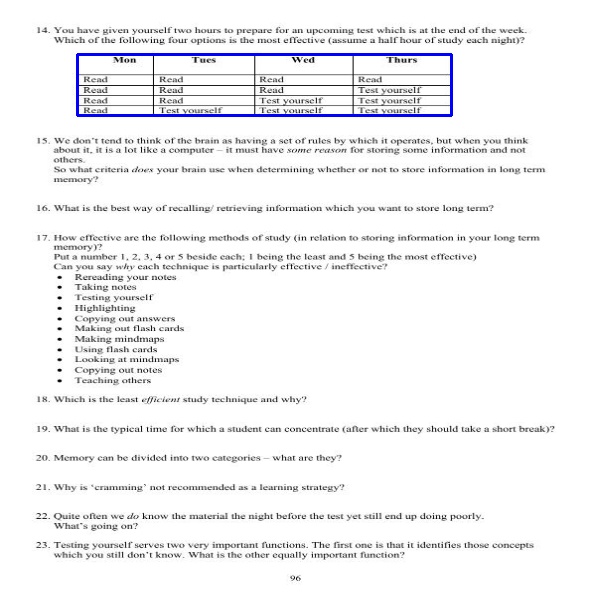 14. You have given yourself two hours to prepare for an upcoming test which is at the end of the week.
Which of the following four options is the most effective (assume a half hour of study each night)?
Mon Tues Wed Thurs
Read Read Read Read
Read Read Read Test yourself
Read Read Test yourself Test yourself
Read Test yourself Test yourself Test yourself
15. We don't tend to think of the brain as having a set of rules by which it operates, but when you think
about it, it is a lot like a computer – it must have some reason for storing some information and not
others.
So what criteria does your brain use when determining whether or not to store information in long term
memory?
16. What is the best way of recalling/ retrieving information which you want to store long term?
17. How effective are the following methods of study (in relation to storing information in your long term
memory)?
Put a number 1, 2, 3, 4 or 5 beside each; 1 being the least and 5 being the most effective)
Can you say why each technique is particularly effective / ineffective?
• Rereading your notes
• Taking notes
• Testing yourself
• Highlighting
• Copying out answers
• Making out flash cards
• Making mindmaps
• Using flash cards
• Looking at mindmaps
• Copying out notes
• Teaching others
18. Which is the least efficient study technique and why?
19. What is the typical time for which a student can concentrate (after which they should take a short break)?
20. Memory can be divided into two categories – what are they?
21. Why is ‘cramming’ not recommended as a learning strategy?
22. Quite often we do know the material the night before the test yet still end up doing poorly.
What's going on?
23. Testing yourself serves two very important functions. The first one is that it identifies those concepts
which you still don't know. What is the other equally important function?
96